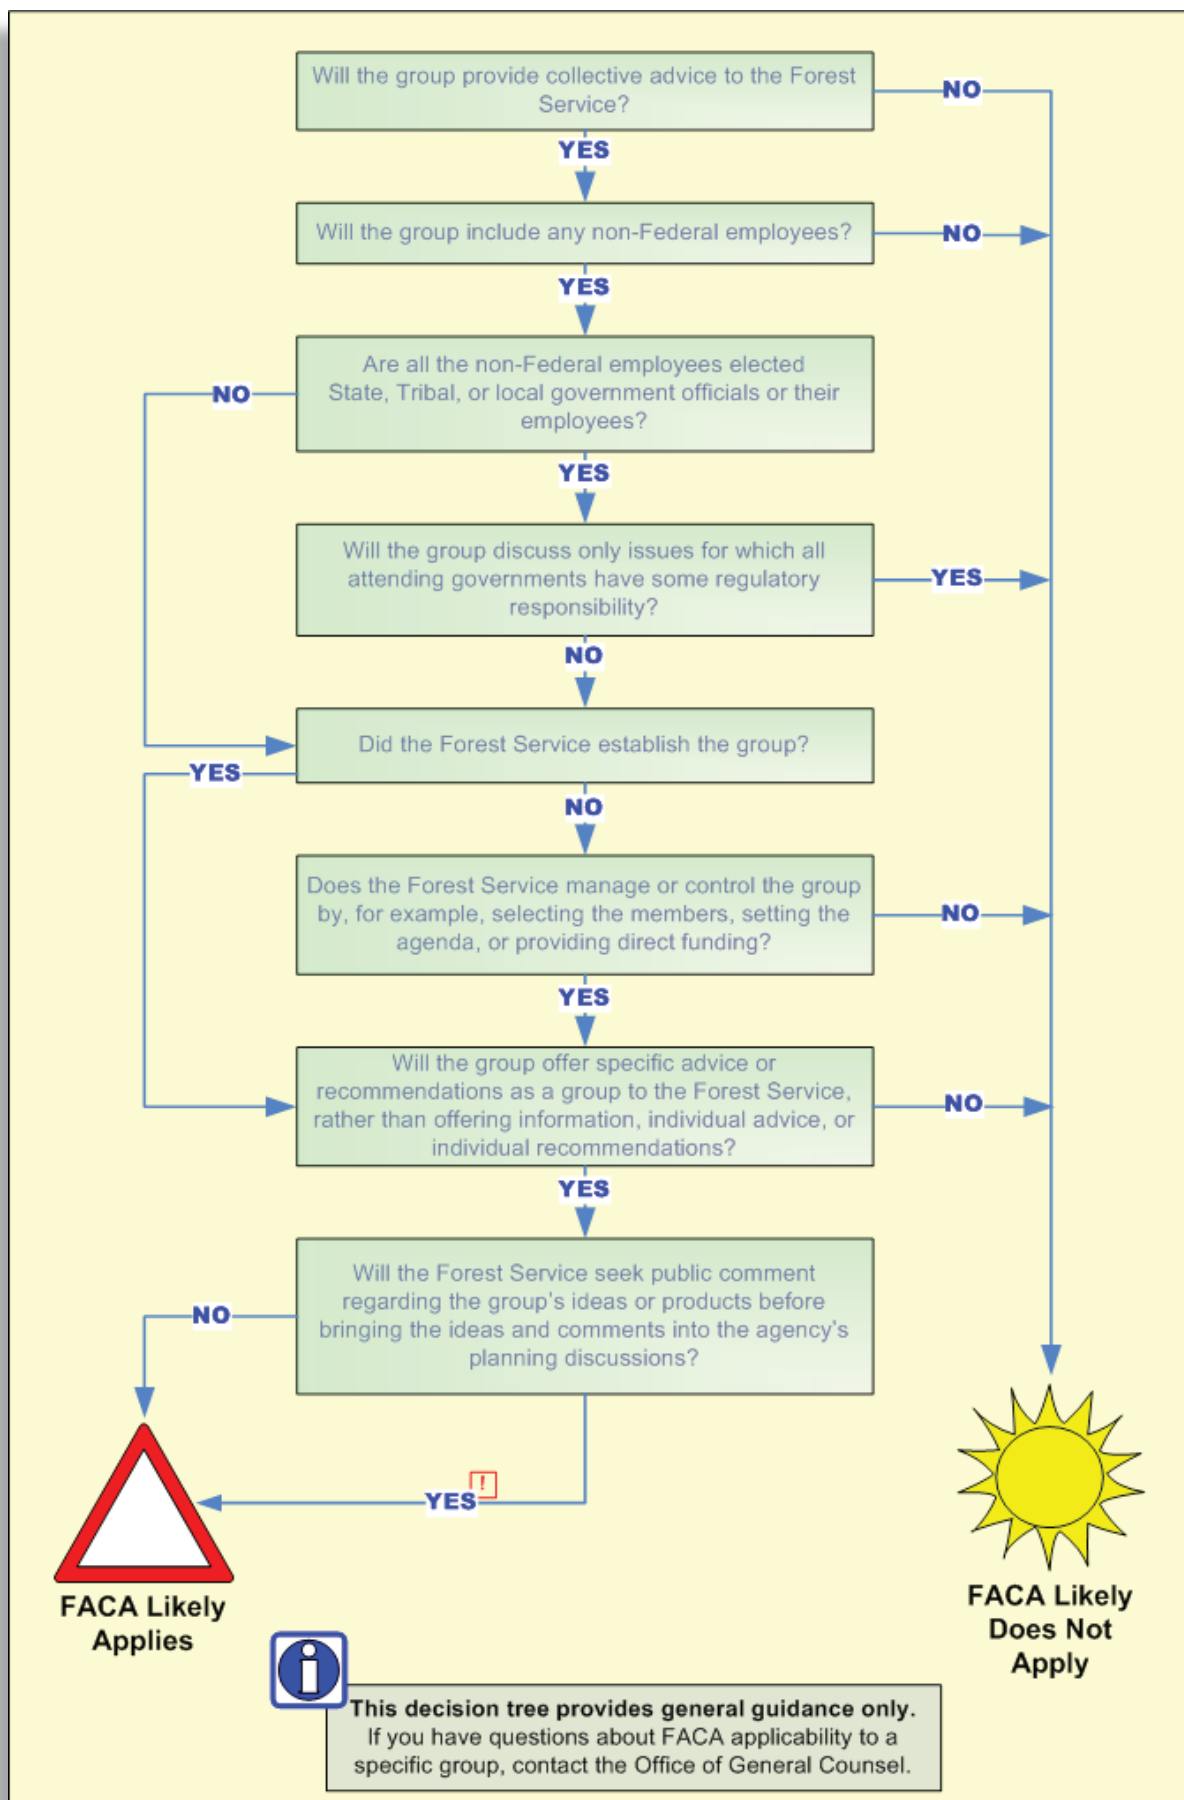 Will the group provide collective advice to the Forest
Service?
NO
YES
Will the group include any non-Federal employees?
NO
YES
Are all the non-Federal employees elected
State, Tribal, or local government officials or their
employees?
NO
YES
Will the group discuss only issues for which all
attending governments have some regulatory
responsibility?
YES
NO
Did the Forest Service establish the group?
YES
NO
Does the Forest Service manage or control the group
by, for example, selecting the members, setting the
agenda, or providing direct funding?
NO
YES
Will the group offer specific advice or
recommendations as a group to the Forest Service,
rather than offering information, individual advice, or
individual recommendations?
NO
YES
Will the Forest Service seek public comment
regarding the group's ideas or products before
bringing the ideas and comments into the agency's
planning discussions?
NO
!
YES
FACA Likely
Applies
FACA Likely
Does Not
Apply
i
This decision tree provides general guidance only.
If you have questions about FACA applicability to a
specific group, contact the Office of General Counsel.